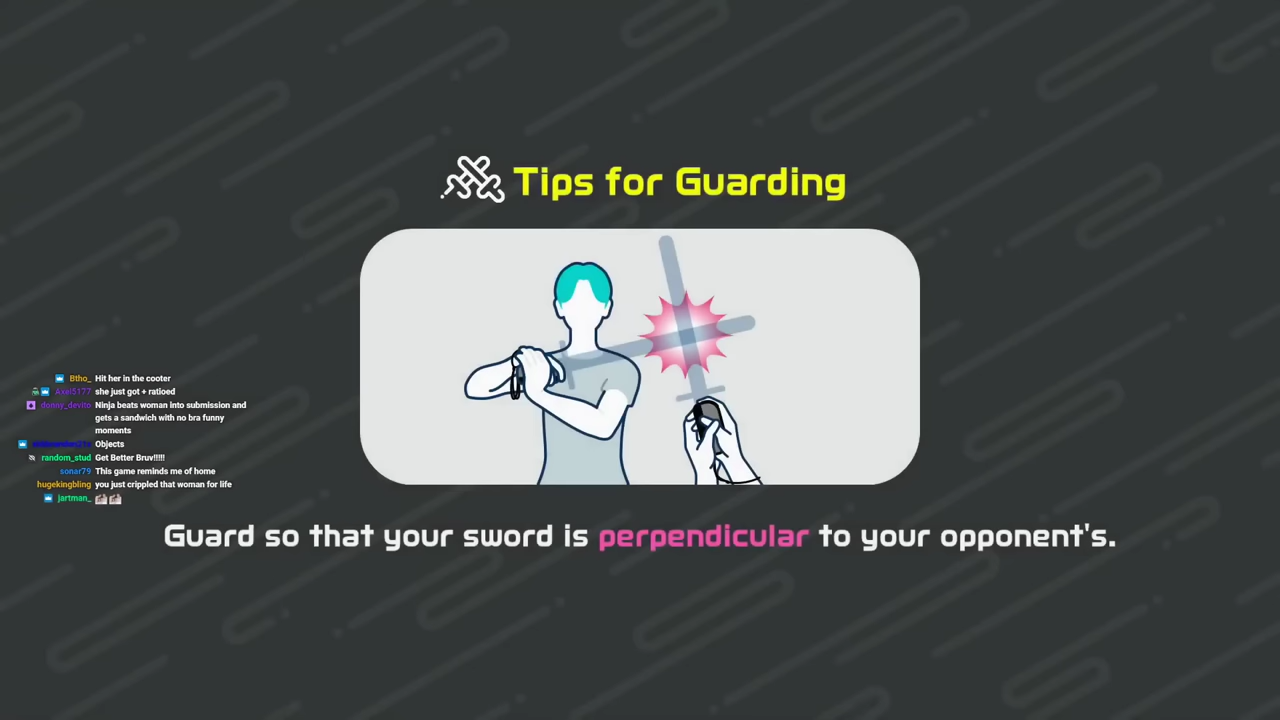 Tips for Guarding
Btho_ Hit her in the cooter
Axel5177 she just got + ratioed
donny_devito Ninja beats woman into submission and
gets a sandwich with no bra funny
moments
Objects
random_stud Get Better Bruv!!!!!
sonar79 This game reminds me of home
hugekingbling you just crippled that woman for life
jartman_
Guard so that your sword is perpendicular to your opponent's.